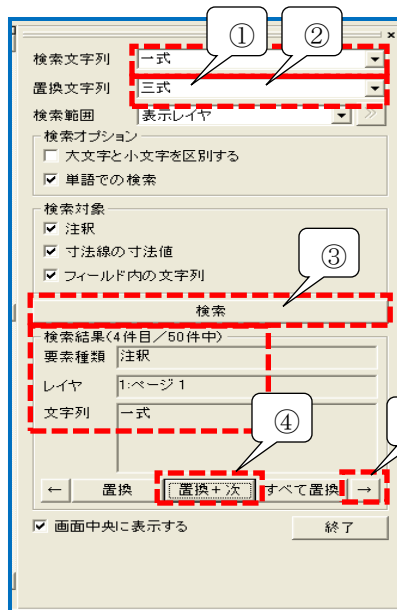 ① ②
検索文字列 一式
置換文字列 三式
検索範囲 表示レイヤ
検索オプション
大文字と小文字を区別する
単語での検索
検索対象
注釈
寸法線の寸法値
フィールド内の文字列
③
検索
検索結果(4件目/50件中)
要素種類 注釈
レイヤ 1:ページ1
文字列 一式
④
← 置換 置換+次 すべて置換 →
画面中央に表示する 終了